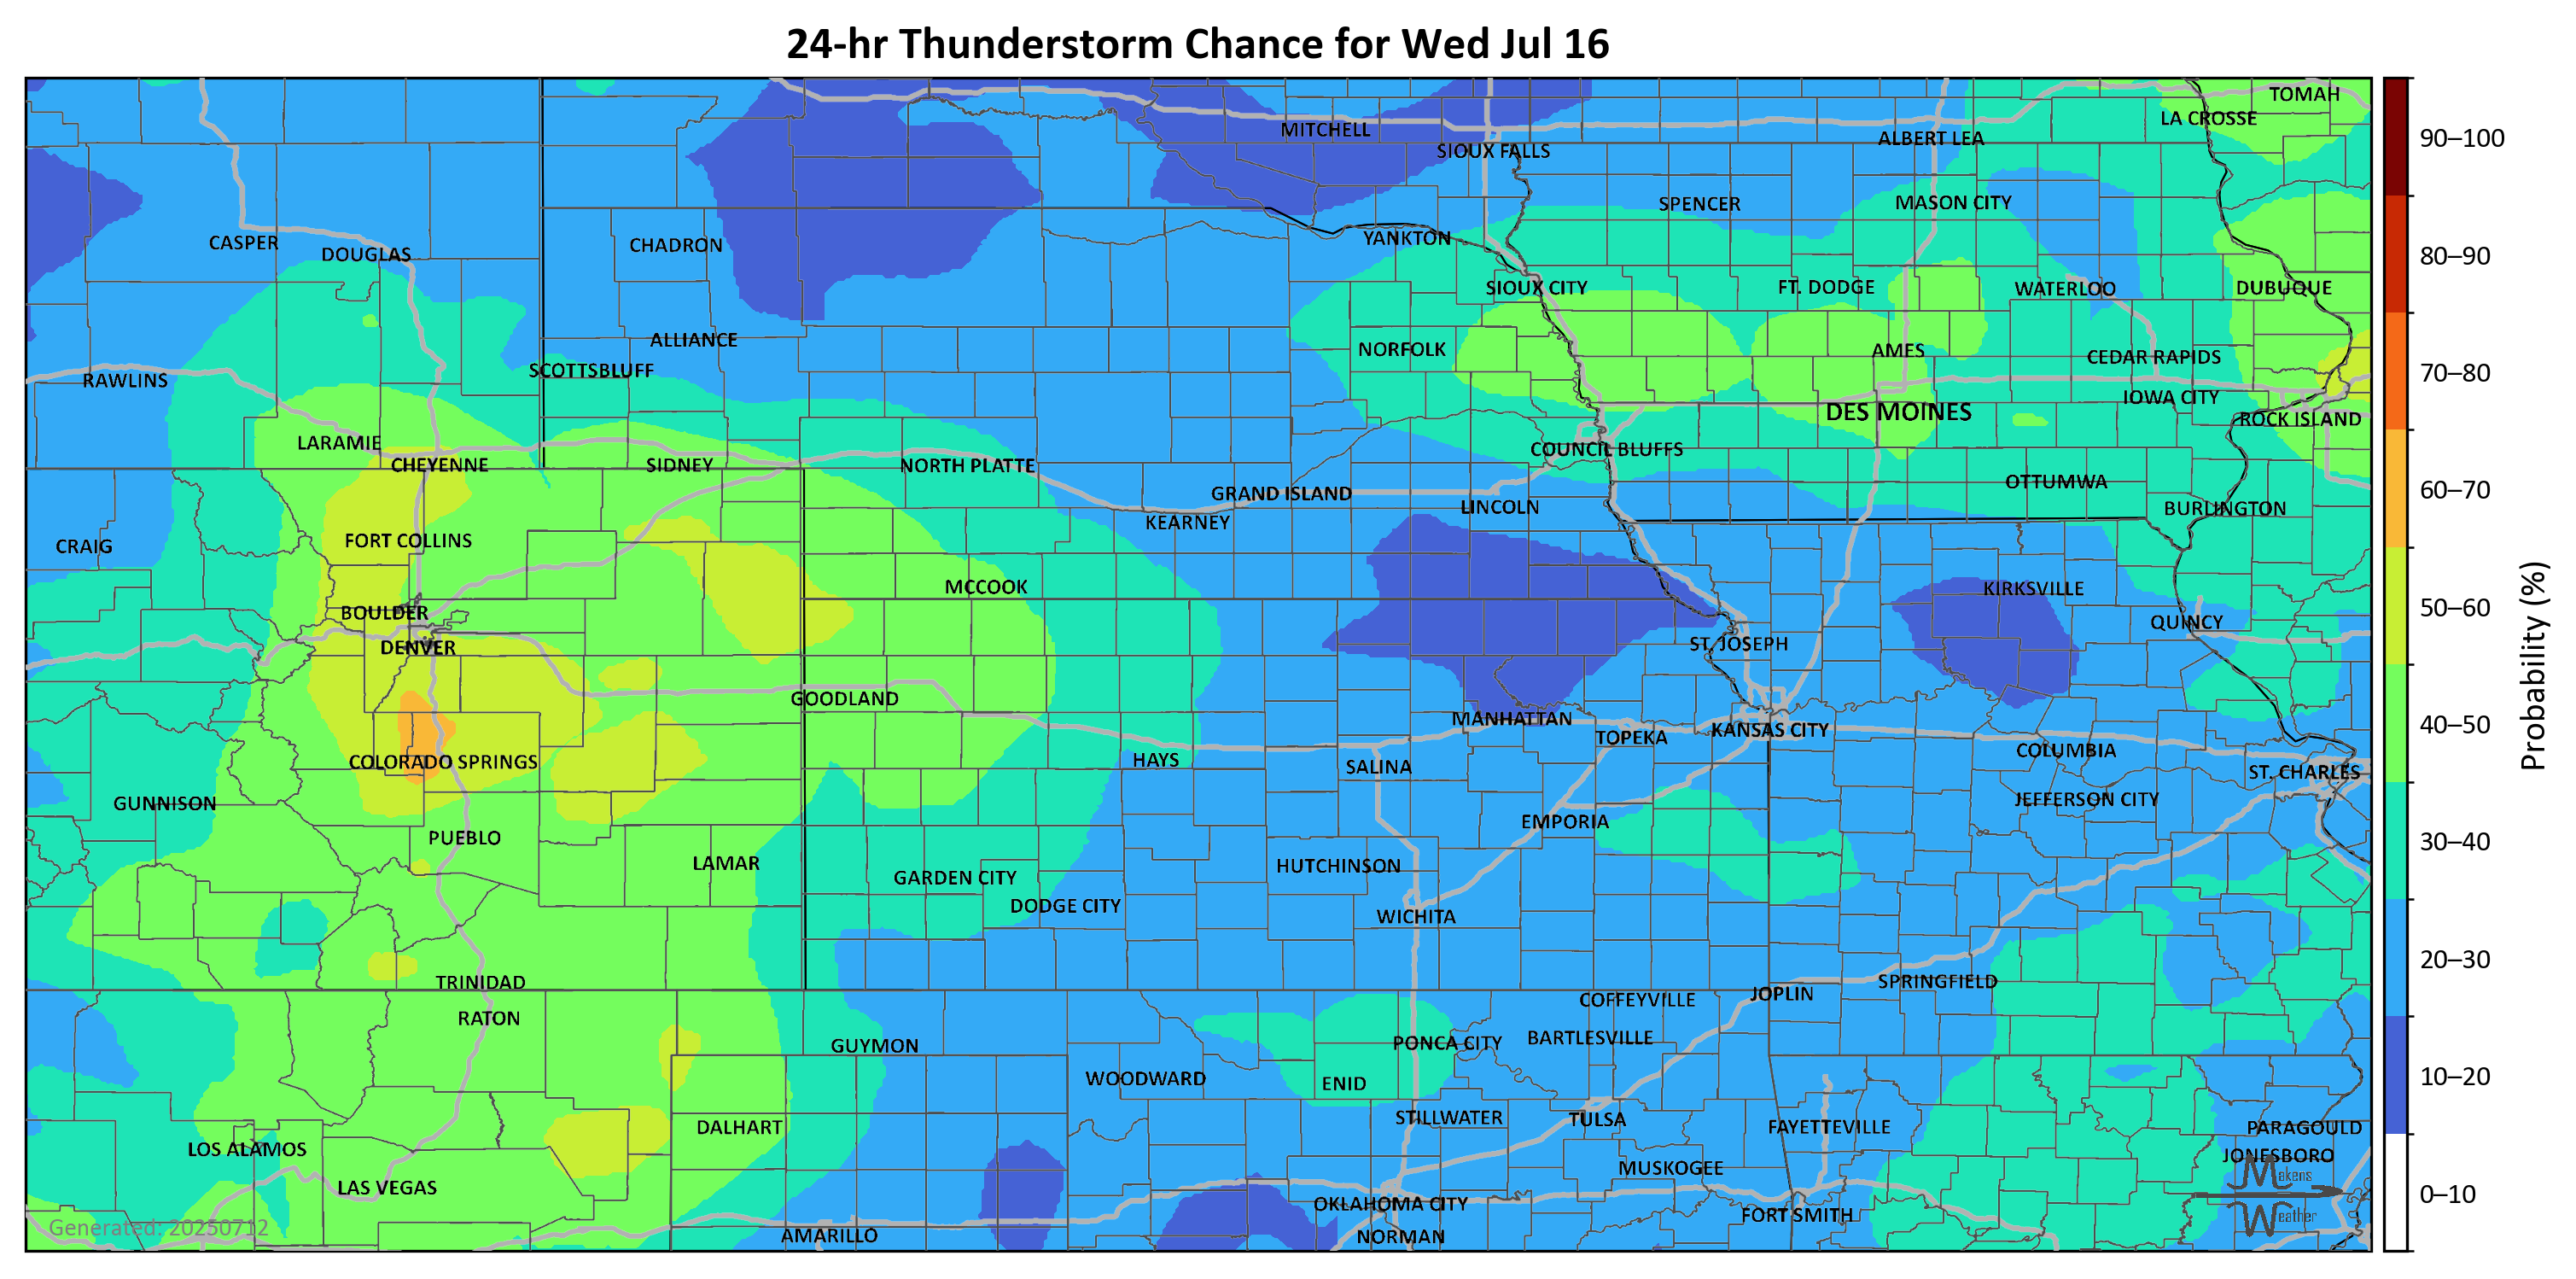 24-hr Thunderstorm Chance for Wed Jul 16
TOMAH
LA CROSSE
MITCHELL
ALBERT LEA
SIOUX FALLS
SPENCER
MASON CITY
CASPER
DOUGLAS
CHADRON
YANKTON
SIOUX CITY
FT. DODGE
WATERLOO
DUBUQUE
ALLIANCE
NORFOLK
AMES
CEDAR RAPIDS
RAWLINS
SCOTTSBLUFF
IOWA CITY
DES MOINES
ROCK ISLAND
LARAMIE
COUNCIL BLUFFS
CHEYENNE
SIDNEY
NORTH PLATTE
GRAND ISLAND
OTTUMWA
LINCOLN
BURLINGTON
KEARNEY
CRAIG
FORT COLLINS
MCCOOK
KIRKSVILLE
BOULDER
QUINCY
DENVER
ST. JOSEPH
GOODLAND
MANHATTAN
TOPEKA
KANSAS CITY
COLUMBIA
COLORADO SPRINGS
HAYS
SALINA
ST. CHARLES
GUNNISON
JEFFERSON CITY
EMPORIA
PUEBLO
LAMAR
HUTCHINSON
GARDEN CITY
DODGE CITY
WICHITA
TRINIDAD
SPRINGFIELD
JOPLIN
COFFEYVILLE
RATON
GUYMON
PONCA CITY
BARTLESVILLE
WOODWARD
ENID
STILLWATER
TULSA
DALHART
FAYETTEVILLE
PARAGOULD
LOS ALAMOS
JONESBORO
MUSKOGEE
LAS VEGAS
OKLAHOMA CITY
FORT SMITH
AMARILLO
NORMAN
Generated: 20250712
Makens
Weather
90–100
80–90
70–80
60–70
50–60
40–50
30–40
20–30
10–20
0–10
Probability (%)